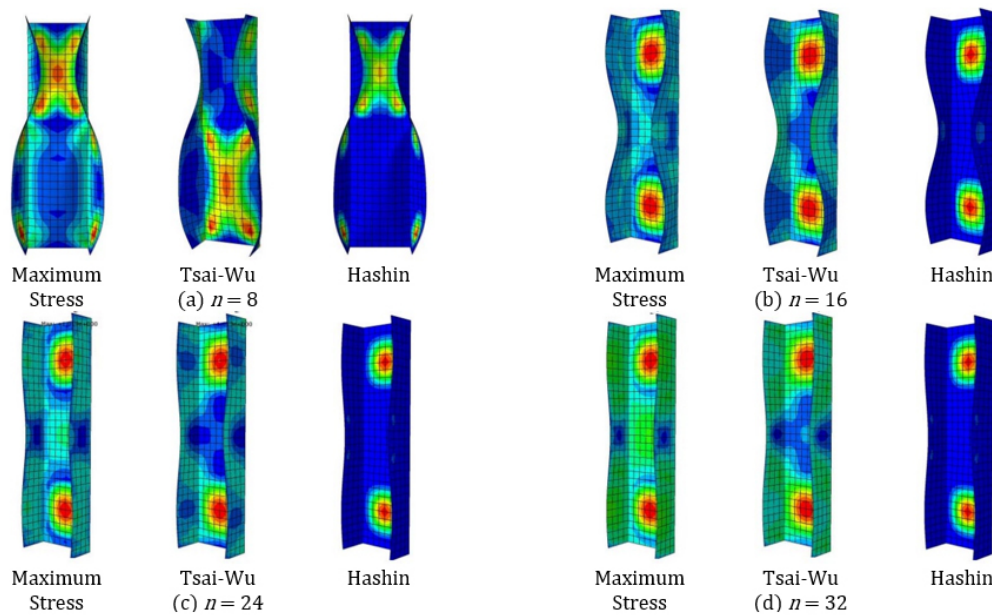 Maximum Stress
Tsai-Wu
Hashin
(a) n = 8
Maximum Stress
Tsai-Wu
Hashin
(b) n = 16
Maximum Stress
Tsai-Wu
Hashin
(c) n = 24
Maximum Stress
Tsai-Wu
Hashin
(d) n = 32